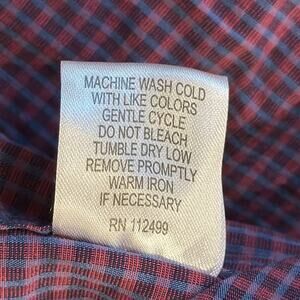 MACHINE WASH COLD
WITH LIKE COLORS
GENTLE CYCLE
DO NOT BLEACH
TUMBLE DRY LOW
REMOVE PROMPTLY
WARM IRON
IF NECESSARY
RN 112499